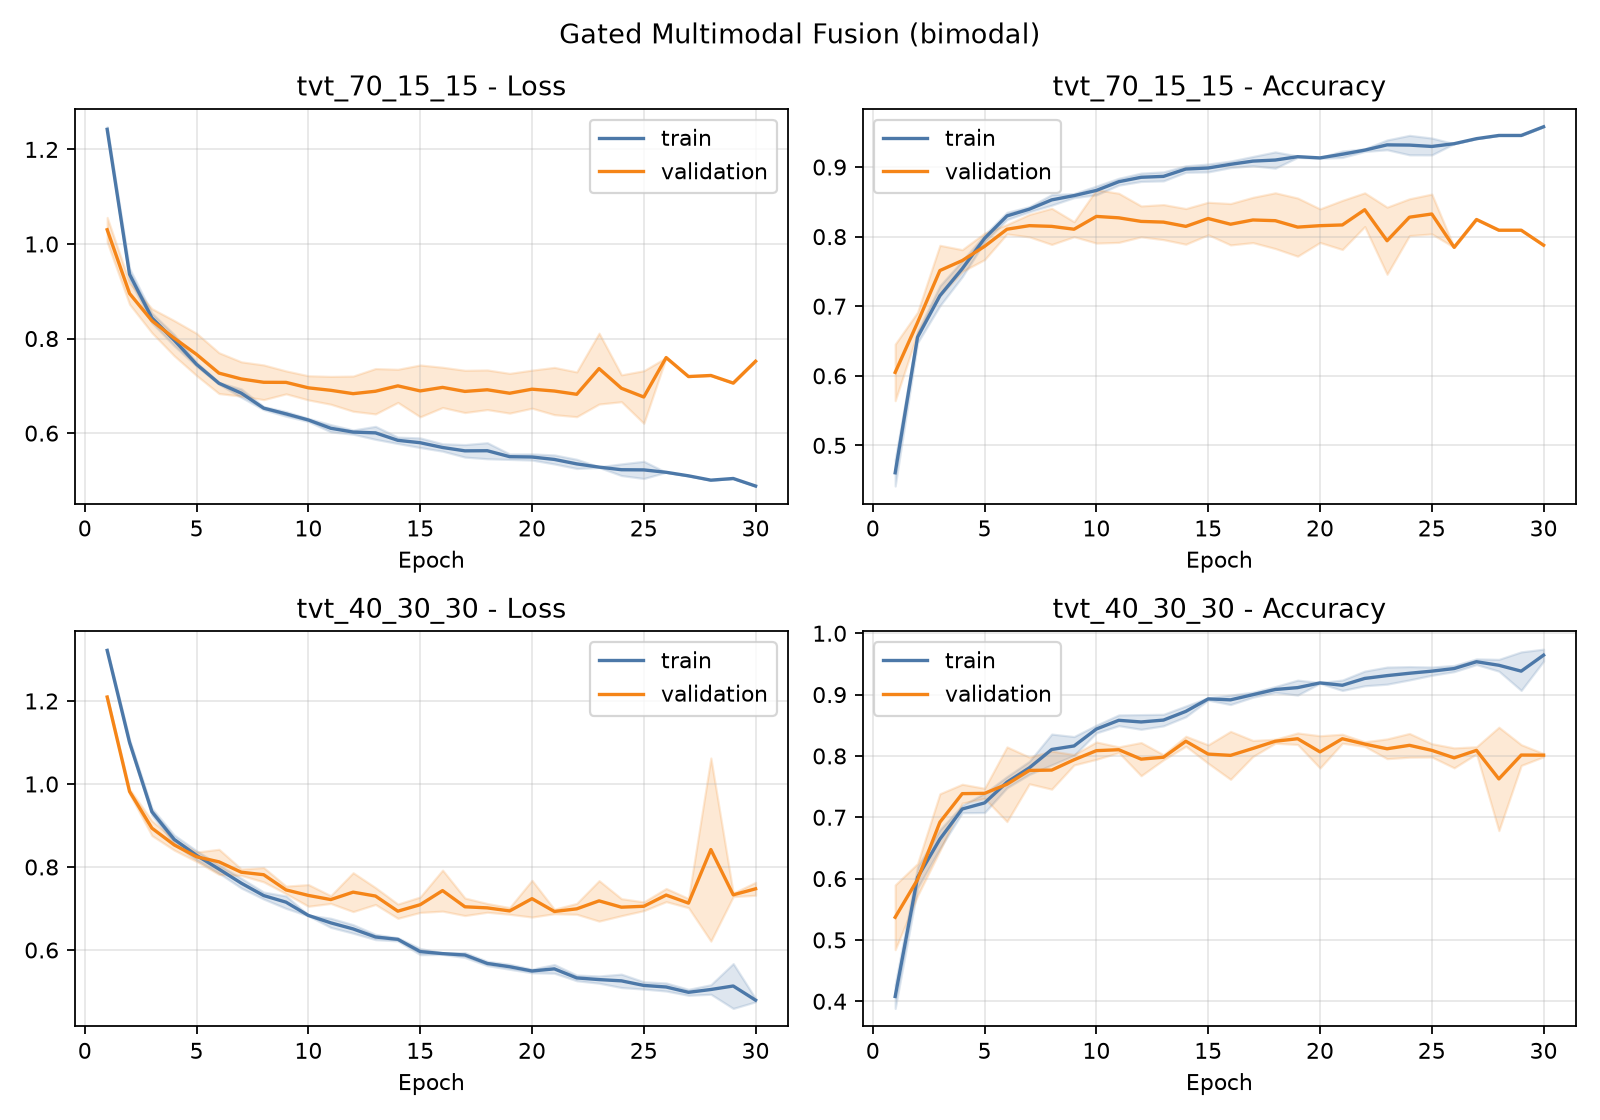 Gated Multimodal Fusion (bimodal)
tvt_70_15_15 - Loss
train
validation
1.2
1.0
0.8
0.6
0 5 10 15 20 25 30
Epoch
tvt_70_15_15 - Accuracy
train
validation
0.9
0.8
0.7
0.6
0.5
0 5 10 15 20 25 30
Epoch
tvt_40_30_30 - Loss
train
validation
1.2
1.0
0.8
0.6
0 5 10 15 20 25 30
Epoch
tvt_40_30_30 - Accuracy
train
validation
1.0
0.9
0.8
0.7
0.6
0.5
0.4
0 5 10 15 20 25 30
Epoch